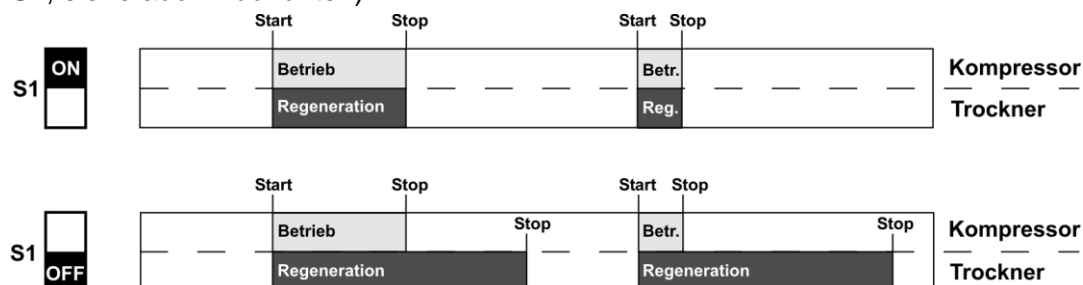 Start Stop Start Stop
ON Betrieb Betr. Kompressor
S1
Regeneration Reg. Trockner
Start Stop Start Stop
Betrieb Stop Betr. Stop Kompressor
S1
OFF Regeneration Regeneration Trockner